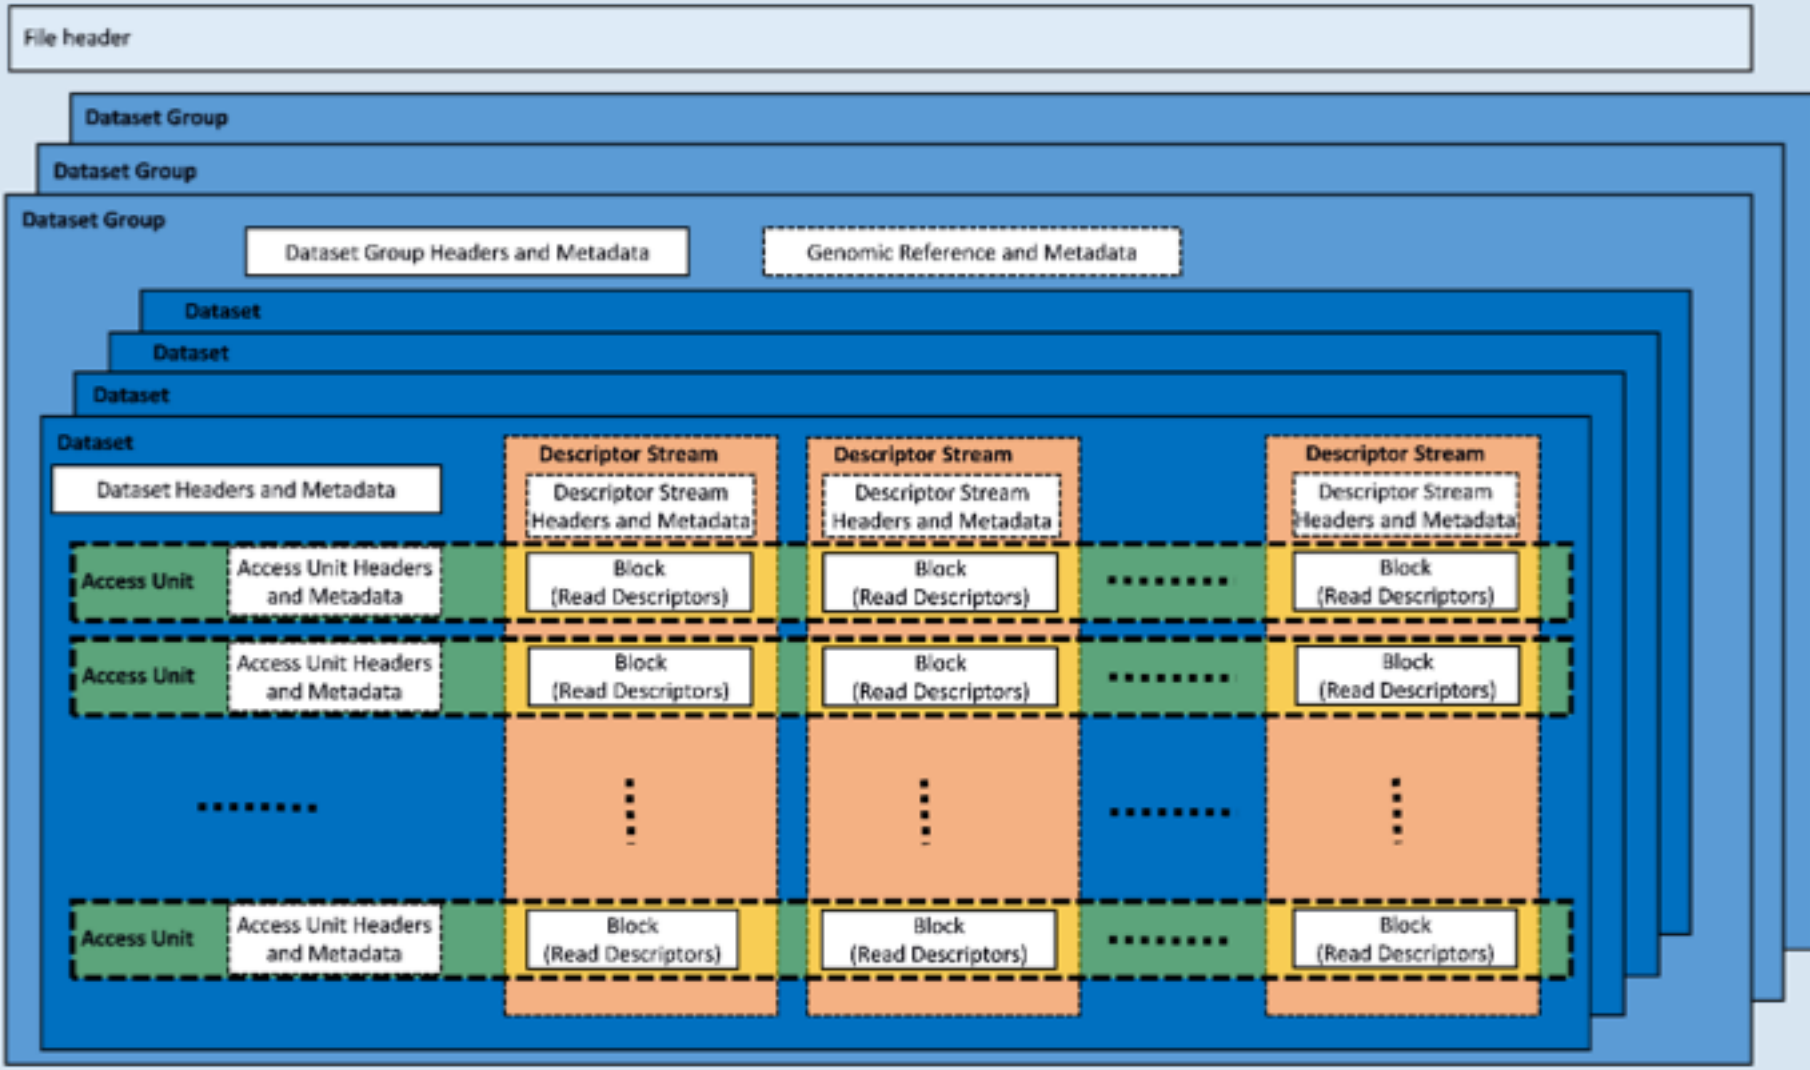 File header
Dataset Group
Dataset Group
Dataset Group
Dataset Group Headers and Metadata
Genomic Reference and Metadata
Dataset
Dataset
Dataset
Dataset
Dataset Headers and Metadata
Descriptor Stream
Descriptor Stream
Headers and Metadata
Descriptor Stream
Descriptor Stream
Headers and Metadata
Descriptor Stream
Descriptor Stream
Headers and Metadata
Access Unit
Access Unit Headers
and Metadata
Block
(Read Descriptors)
Block
(Read Descriptors)
Block
(Read Descriptors)
Access Unit
Access Unit Headers
and Metadata
Block
(Read Descriptors)
Block
(Read Descriptors)
Block
(Read Descriptors)
Access Unit
Access Unit Headers
and Metadata
Block
(Read Descriptors)
Block
(Read Descriptors)
Block
(Read Descriptors)